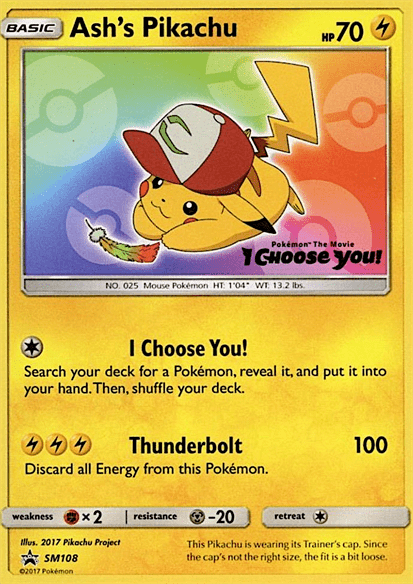 BASIC Ash's Pikachu HP 70
Pokémon™ The Movie
I Choose You!
NO. 025 Mouse Pokémon HT: 1'04" WT: 13.2 lbs.
I Choose You!
Search your deck for a Pokémon, reveal it, and put it into
your hand. Then, shuffle your deck.
Thunderbolt 100
Discard all Energy from this Pokémon.
weakness ×2 resistance -20 retreat
Illus. 2017 Pikachu Project
PROMO SM108
©2017 Pokémon
This Pikachu is wearing its Trainer's cap. Since
the cap's not the right size, the fit is a bit loose.